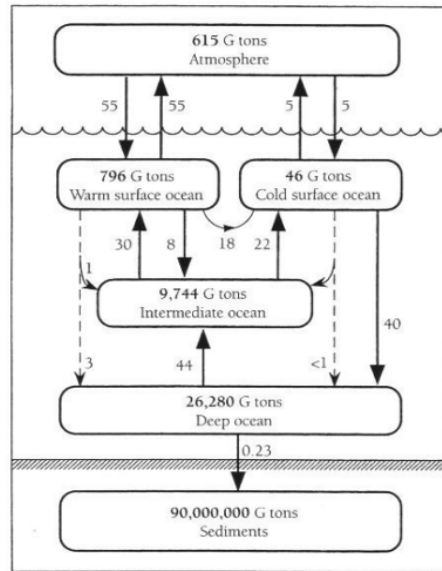 615 G tons
Atmosphere
55
55
5
5
796 G tons
Warm surface ocean
46 G tons
Cold surface ocean
30
8
18
22
1
9,744 G tons
Intermediate ocean
40
3
44
<1
26,280 G tons
Deep ocean
0.23
90,000,000 G tons
Sediments